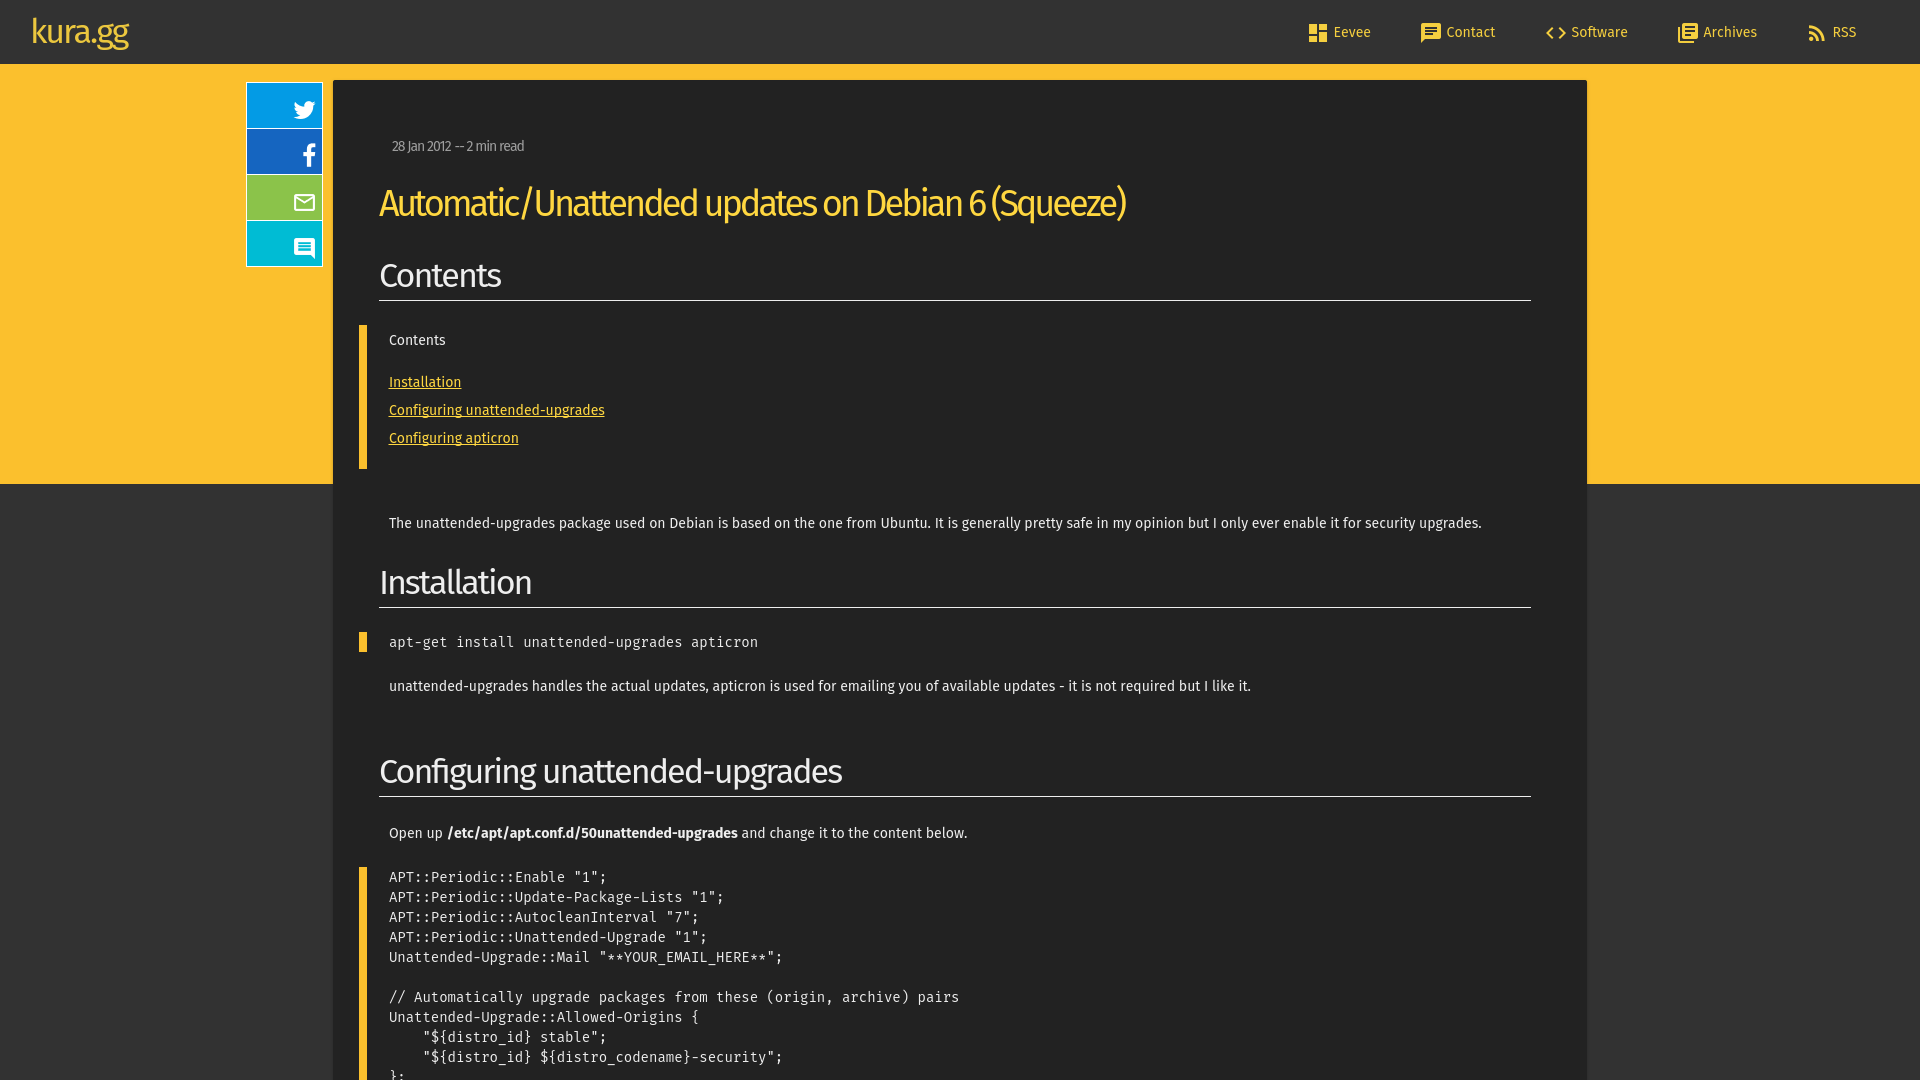 kura.gg
Eevee
Contact
Software
Archives
RSS
28 Jan 2012 -- 2 min read
Automatic/Unattended updates on Debian 6 (Squeeze)
Contents
Contents
Installation
Configuring unattended-upgrades
Configuring apticron
The unattended-upgrades package used on Debian is based on the one from Ubuntu. It is generally pretty safe in my opinion but I only ever enable it for security upgrades.
Installation
apt-get install unattended-upgrades apticron
unattended-upgrades handles the actual updates, apticron is used for emailing you of available updates - it is not required but I like it.
Configuring unattended-upgrades
Open up /etc/apt/apt.conf.d/50unattended-upgrades and change it to the content below.
APT::Periodic::Enable "1";
APT::Periodic::Update-Package-Lists "1";
APT::Periodic::AutocleanInterval "7";
APT::Periodic::Unattended-Upgrade "1";
Unattended-Upgrade::Mail "**YOUR_EMAIL_HERE**";
// Automatically upgrade packages from these (origin, archive) pairs
Unattended-Upgrade::Allowed-Origins {
    "${distro_id} stable";
    "${distro_id} ${distro_codename}-security";
};